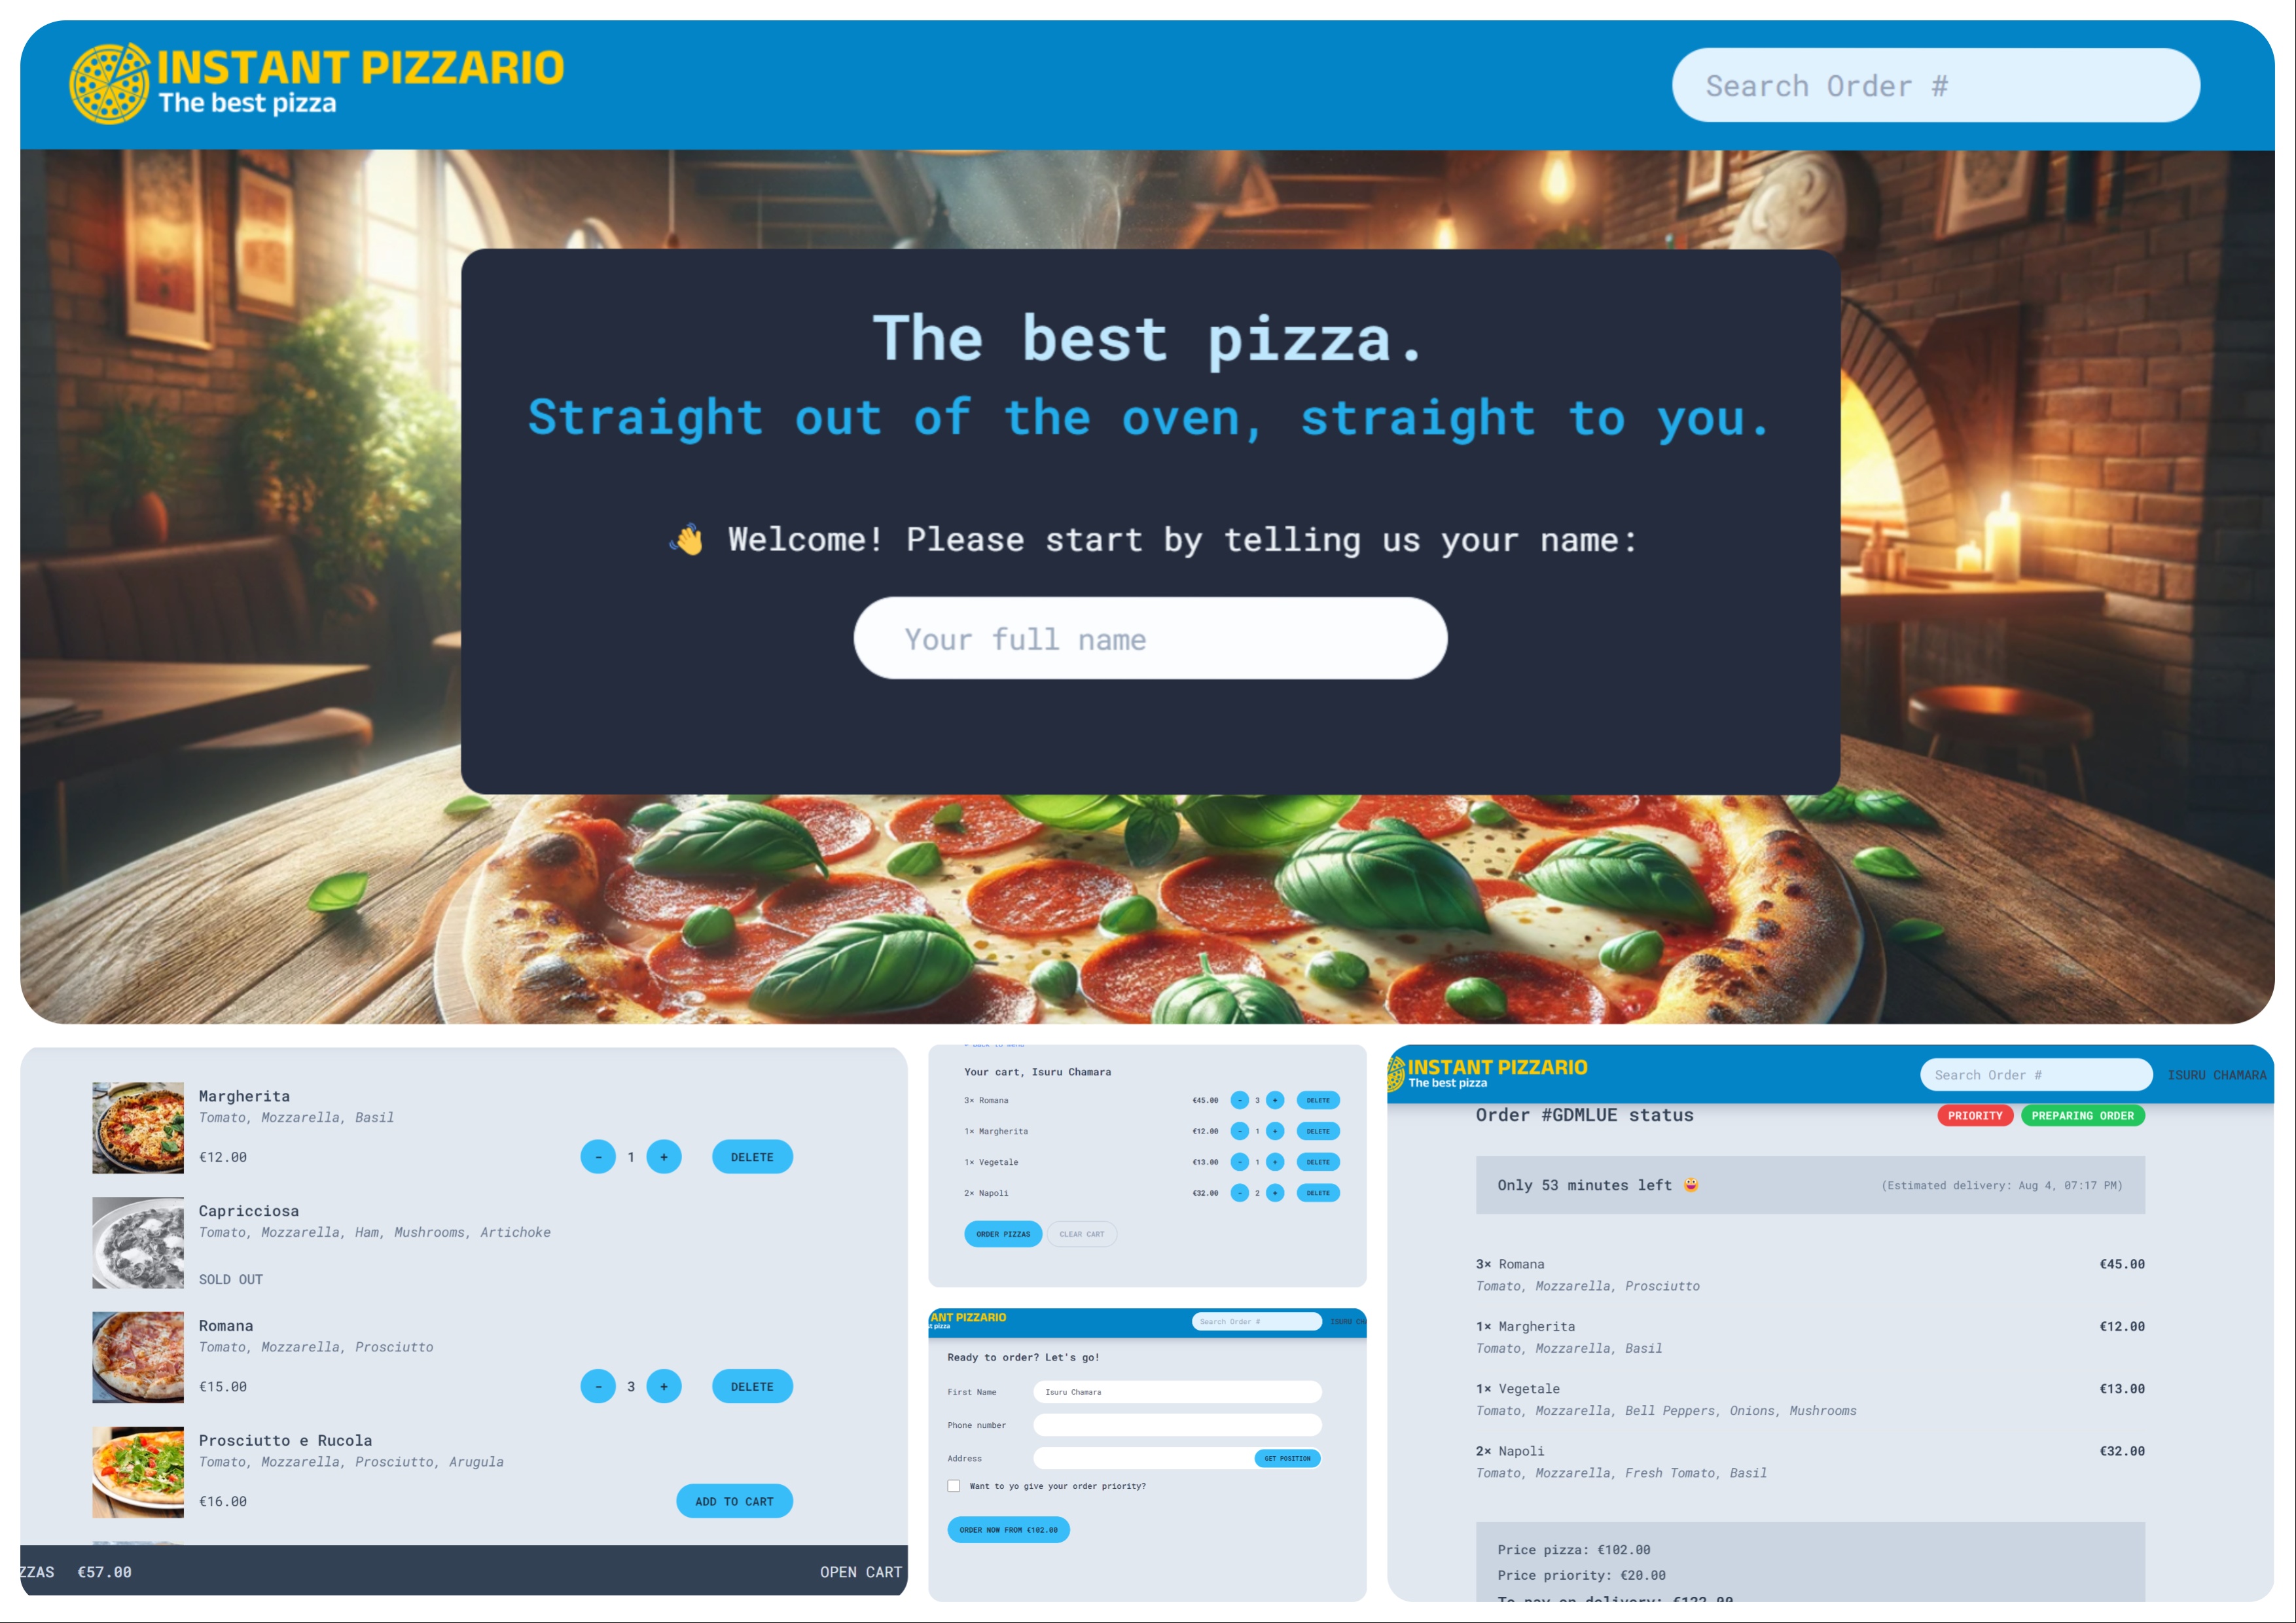 INSTANT PIZZARIO
The best pizza
Search Order #
The best pizza.
Straight out of the oven, straight to you.
👋 Welcome! Please start by telling us your name:
Your full name
Margherita
Tomato, Mozzarella, Basil
€12.00 - 1 + DELETE
Capricciosa
Tomato, Mozzarella, Ham, Mushrooms, Artichoke
SOLD OUT
Romana
Tomato, Mozzarella, Prosciutto
€15.00 - 3 + DELETE
Prosciutto e Rucola
Tomato, Mozzarella, Prosciutto, Arugula
€16.00 ADD TO CART
ZZAS €57.00 OPEN CART
Your cart, Isuru Chamara
3× Romana €45.00 - 3 + DELETE
1× Margherita €12.00 - 1 + DELETE
1× Vegetale €13.00 - 1 + DELETE
2× Napoli €32.00 - 2 + DELETE
ORDER PIZZAS CLEAR CART
ANT PIZZARIO
st pizza
Search Order # ISURU CH
Ready to order? Let's go!
First Name Isuru Chamara
Phone number
Address GET POSITION
Want to yo give your order priority?
ORDER NOW FROM €102.00
INSTANT PIZZARIO
The best pizza
Search Order # ISURU CHAMARA
Order #GDMLUE status PRIORITY PREPARING ORDER
Only 53 minutes left 😀 (Estimated delivery: Aug 4, 07:17 PM)
3× Romana €45.00
Tomato, Mozzarella, Prosciutto
1× Margherita €12.00
Tomato, Mozzarella, Basil
1× Vegetale €13.00
Tomato, Mozzarella, Bell Peppers, Onions, Mushrooms
2× Napoli €32.00
Tomato, Mozzarella, Fresh Tomato, Basil
Price pizza: €102.00
Price priority: €20.00
To pay on delivery: €122.00